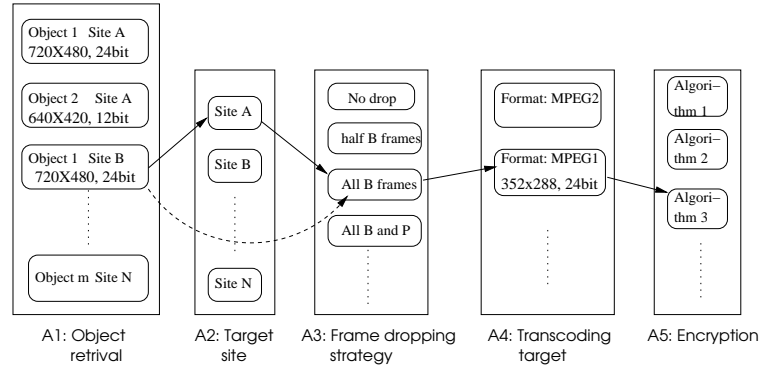 Object 1 Site A
720X480, 24bit
Object 2 Site A
640X420, 12bit
Object 1 Site B
720X480, 24bit
Object m Site N
A1: Object
retrival
Site A
Site B
Site N
A2: Target
site
No drop
half B frames
All B frames
All B and P
A3: Frame dropping
strategy
Format: MPEG2
Format: MPEG1
352x288, 24bit
A4: Transcoding
target
Algori–
thm 1
Algori–
thm 2
Algori–
thm 3
A5: Encryption